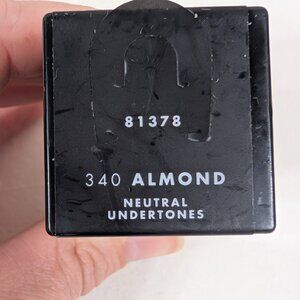 81378
340 ALMOND
NEUTRAL
UNDERTONES